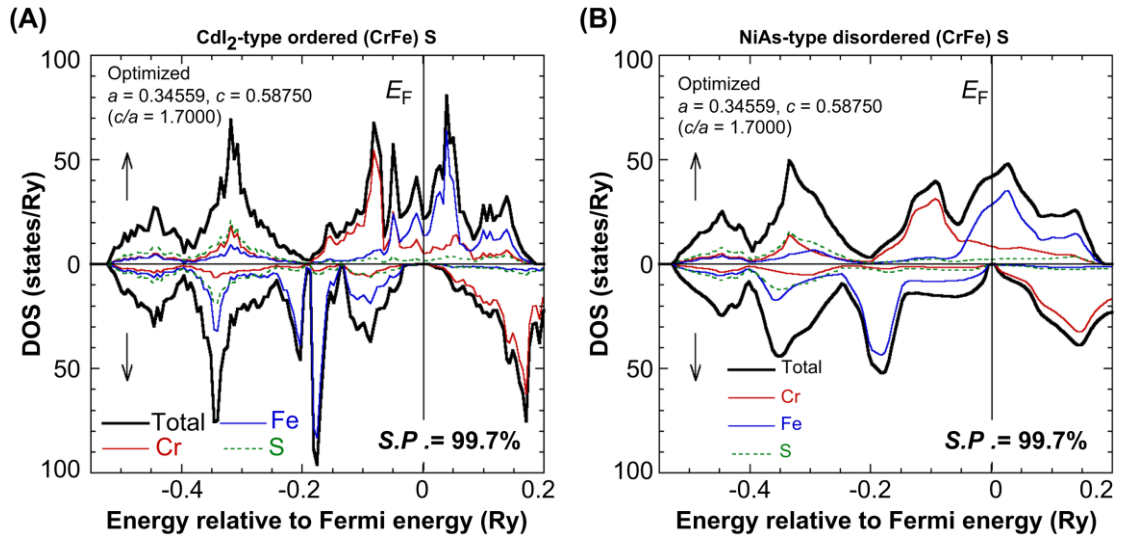 (A)
CdI2-type ordered (CrFe) S
100
50
0
50
100
DOS (states/Ry)
Optimized
a = 0.34559, c = 0.58750
(c/a = 1.7000)
EF
Total
Fe
Cr
S
S.P .= 99.7%
-0.4
-0.2
0
0.2
Energy relative to Fermi energy (Ry)
(B)
NiAs-type disordered (CrFe) S
100
50
0
50
100
DOS (states/Ry)
Optimized
a = 0.34559, c = 0.58750
(c/a = 1.7000)
EF
Total
Cr
Fe
S
S.P .= 99.7%
-0.4
-0.2
0
0.2
Energy relative to Fermi energy (Ry)